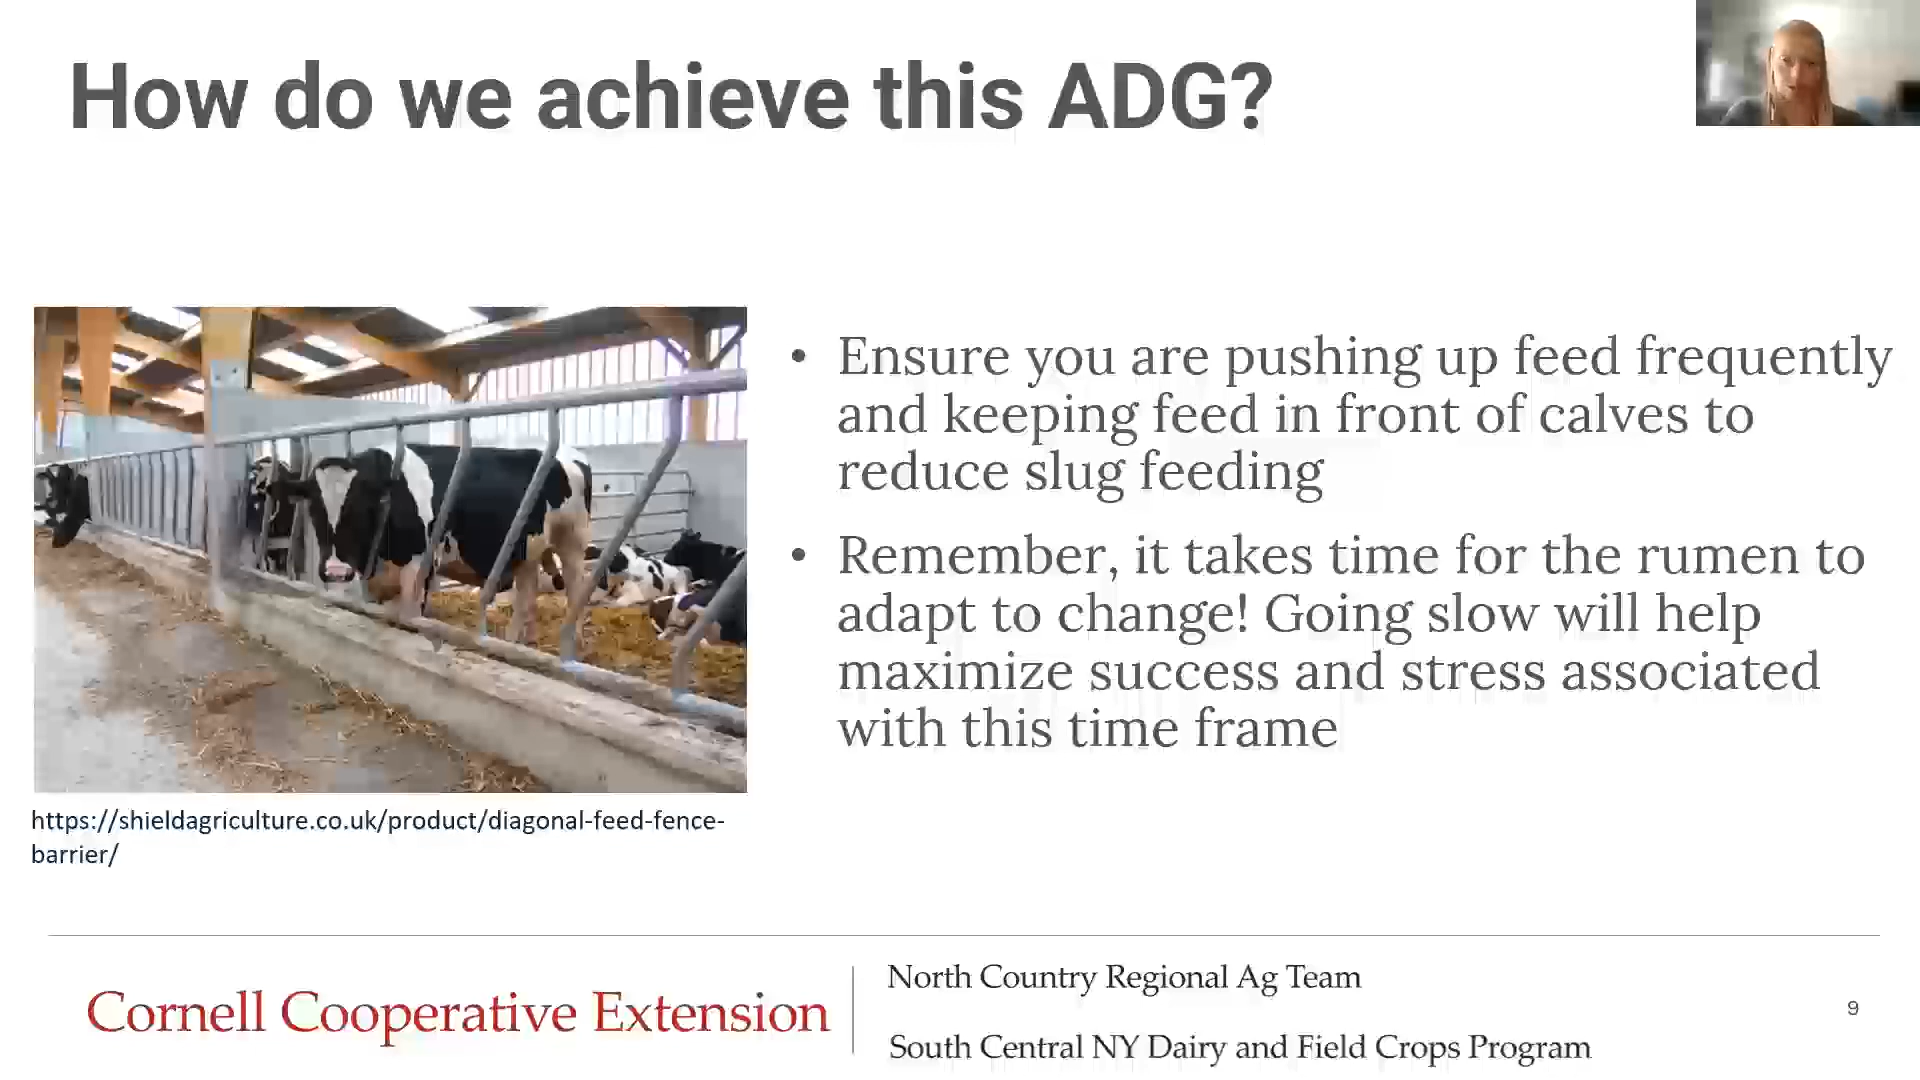 How do we achieve this ADG?
• Ensure you are pushing up feed frequently
and keeping feed in front of calves to
reduce slug feeding
• Remember, it takes time for the rumen to
adapt to change! Going slow will help
maximize success and stress associated
with this time frame
https://shieldagriculture.co.uk/product/diagonal-feed-fence-
barrier/
Cornell Cooperative Extension
North Country Regional Ag Team
South Central NY Dairy and Field Crops Program
9